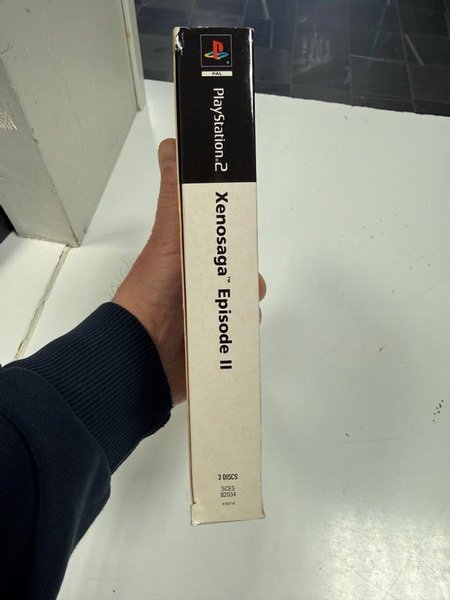 PAL
PlayStation®2
Xenosaga™ Episode II
3 DISCS
SCES
82034